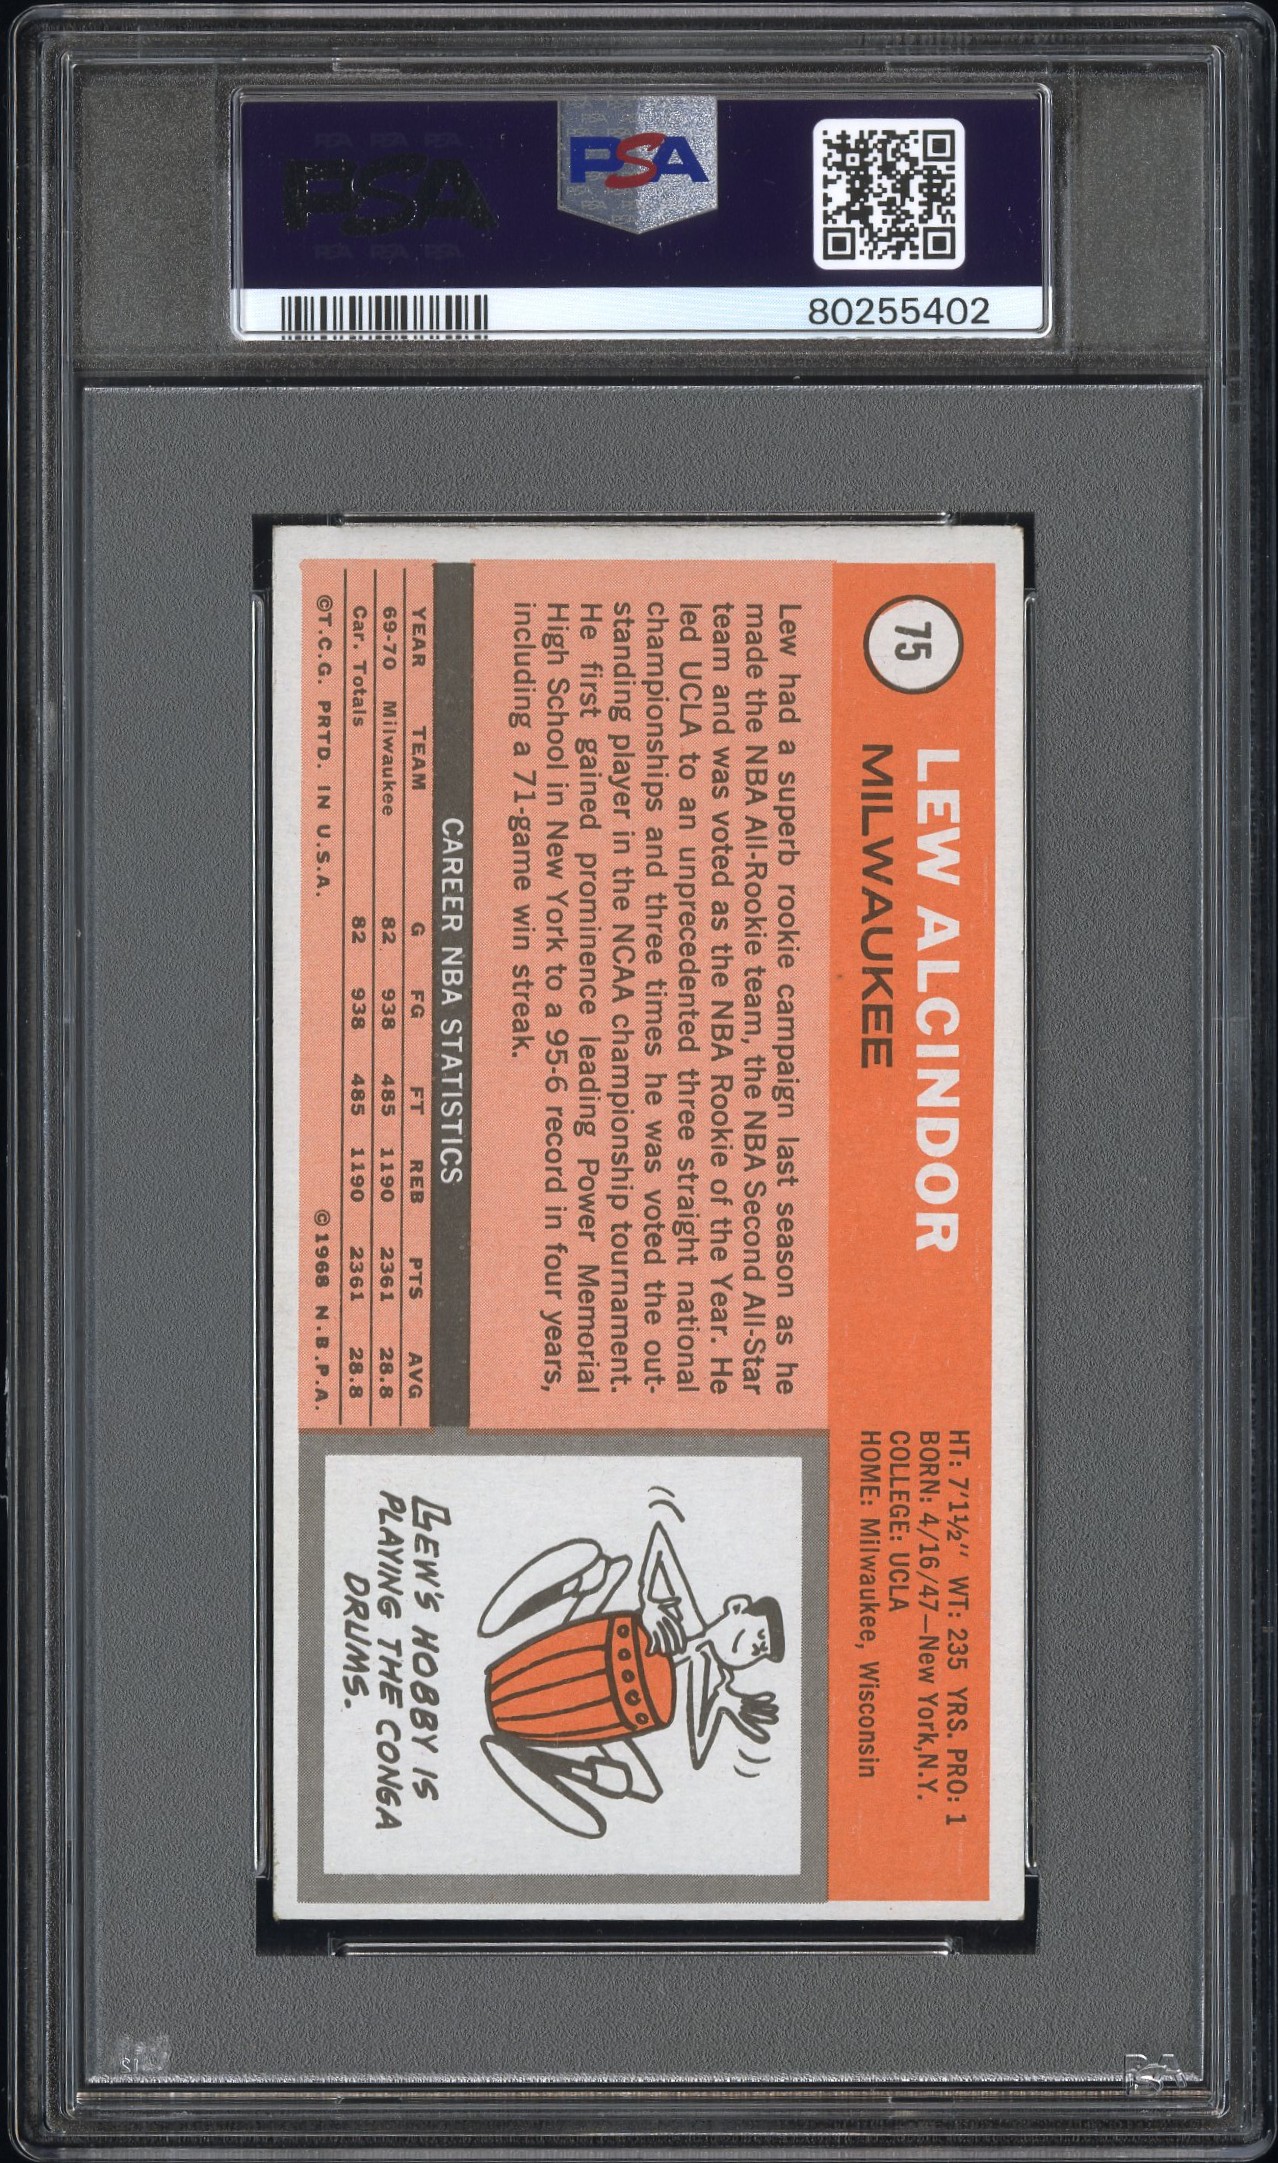 PSA
PSA
80255402
75
LEW ALCINDOR
MILWAUKEE
HT: 7'1½" WT: 235 YRS. PRO: 1
BORN: 4/16/47—New York, N.Y.
COLLEGE: UCLA
HOME: Milwaukee, Wisconsin
Lew had a superb rookie campaign last season as he
made the NBA All-Rookie team, the NBA Second All-Star
team and was voted as the NBA Rookie of the Year. He
led UCLA to an unprecedented three straight national
championships and three times he was voted the out-
standing player in the NCAA championship tournament.
He first gained prominence leading Power Memorial
High School in New York to a 95-6 record in four years,
including a 71-game win streak.
CAREER NBA STATISTICS
YEAR TEAM G FG FT REB PTS AVG
69-70 Milwaukee 82 938 485 1190 2361 28.8
Car. Totals 82 938 485 1190 2361 28.8
©T.C.G. PRTD. IN U.S.A. ©1968 N.B.P.A.
LEW'S HOBBY IS
PLAYING THE CONGA
DRUMS.
PSA